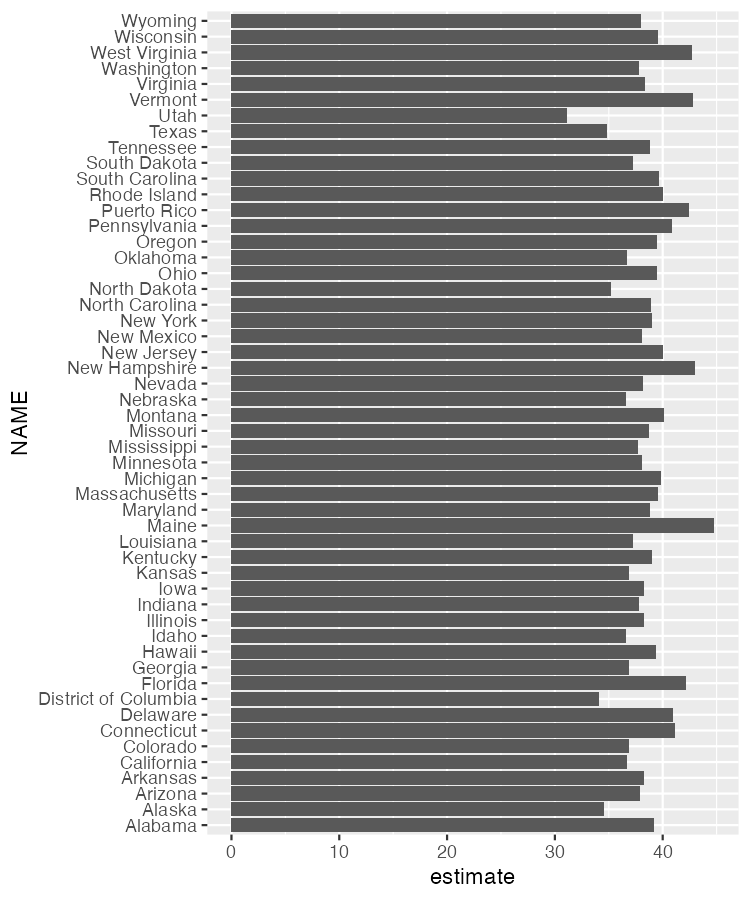 Wyoming
Wisconsin
West Virginia
Washington
Virginia
Vermont
Utah
Texas
Tennessee
South Dakota
South Carolina
Rhode Island
Puerto Rico
Pennsylvania
Oregon
Oklahoma
Ohio
North Dakota
North Carolina
New York
New Mexico
New Jersey
New Hampshire
Nevada
Nebraska
Montana
Missouri
Mississippi
Minnesota
Michigan
Massachusetts
Maryland
Maine
Louisiana
Kentucky
Kansas
Iowa
Indiana
Illinois
Idaho
Hawaii
Georgia
Florida
District of Columbia
Delaware
Connecticut
Colorado
California
Arkansas
Arizona
Alaska
Alabama
NAME
0 10 20 30 40
estimate